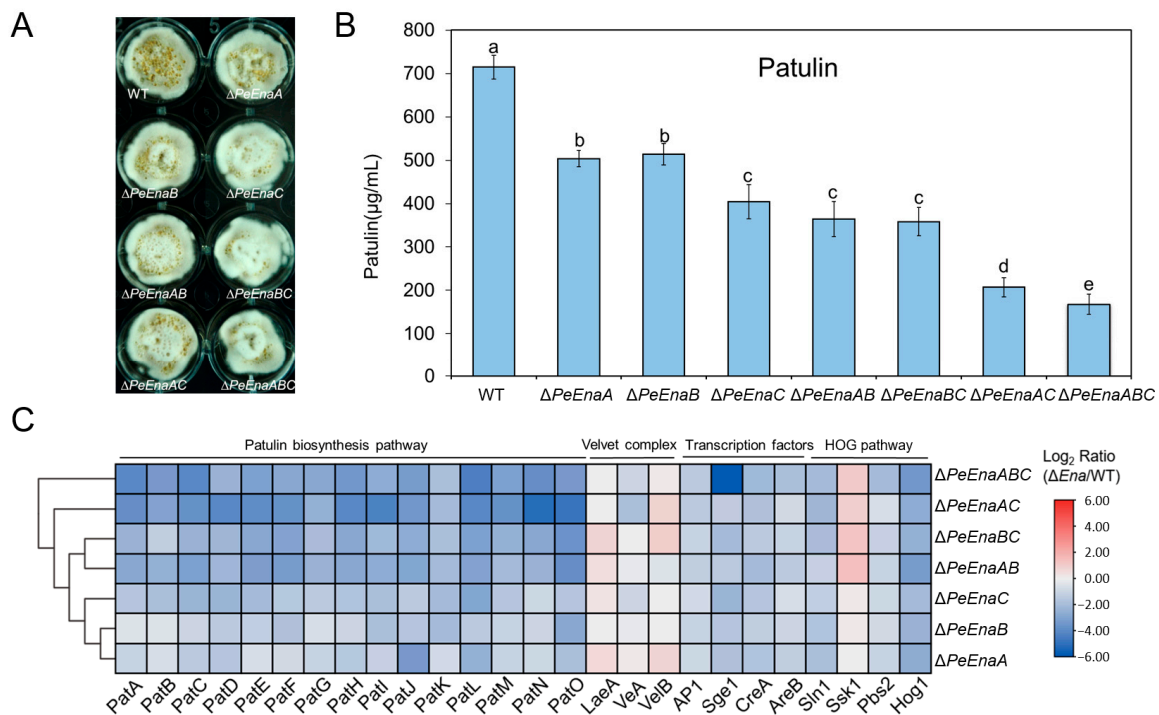 A
WT
ΔPeEnaA
ΔPeEnaB
ΔPeEnaC
ΔPeEnaAB
ΔPeEnaBC
ΔPeEnaAC
ΔPeEnaABC
B
Patulin
Patulin(μg/mL)
800
700
600
500
400
300
200
100
0
a
b
b
c
c
c
d
e
WT
ΔPeEnaA
ΔPeEnaB
ΔPeEnaC
ΔPeEnaAB
ΔPeEnaBC
ΔPeEnaAC
ΔPeEnaABC
C
Patulin biosynthesis pathway
Velvet complex
Transcription factors
HOG pathway
ΔPeEnaABC
ΔPeEnaAC
ΔPeEnaBC
ΔPeEnaAB
ΔPeEnaC
ΔPeEnaB
ΔPeEnaA
PatA
PatB
PatC
PatD
PatE
PatF
PatG
PatH
PatI
PatJ
PatK
PatL
PatM
PatN
PatO
LaeA
VeA
VelB
AP1
Sge1
CreA
AreB
Sln1
Ssk1
Pbs2
Hog1
Log2 Ratio
(ΔEna/WT)
6.00
4.00
2.00
0.00
−2.00
−4.00
−6.00